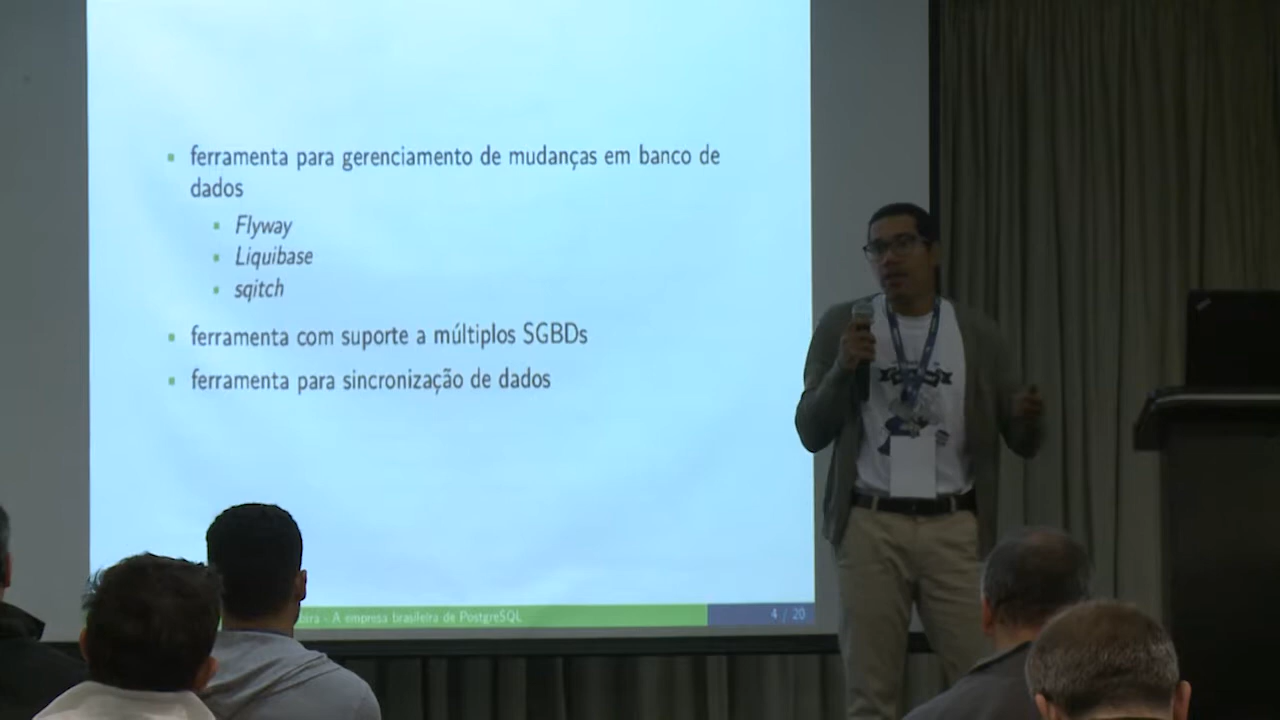 ferramenta para gerenciamento de mudanças em banco de
dados
Flyway
Liquibase
sqitch
ferramenta com suporte a múltiplos SGBDs
ferramenta para sincronização de dados
- A empresa brasileira de PostgreSQL
4 / 20